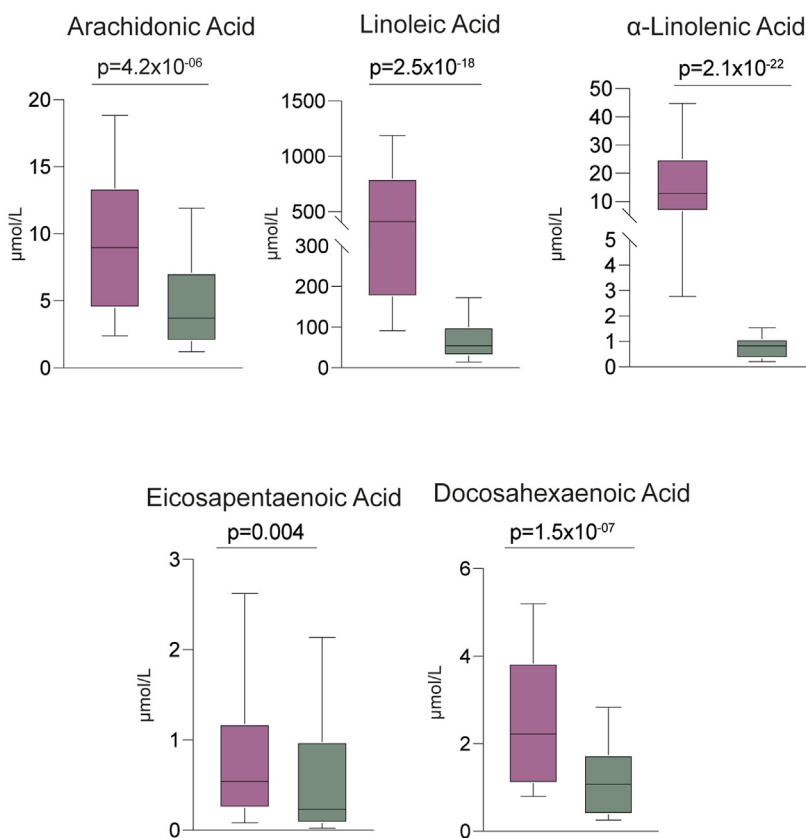 Arachidonic Acid
p=4.2x10⁻⁰⁶
µmol/L
20
15
10
5
0
Linoleic Acid
p=2.5x10⁻¹⁸
µmol/L
1500
1000
500
300
200
100
0
α-Linolenic Acid
p=2.1x10⁻²²
µmol/L
50
40
30
20
10
5
4
3
2
1
0
Eicosapentaenoic Acid
p=0.004
µmol/L
3
2
1
0
Docosahexaenoic Acid
p=1.5x10⁻⁰⁷
µmol/L
6
4
2
0